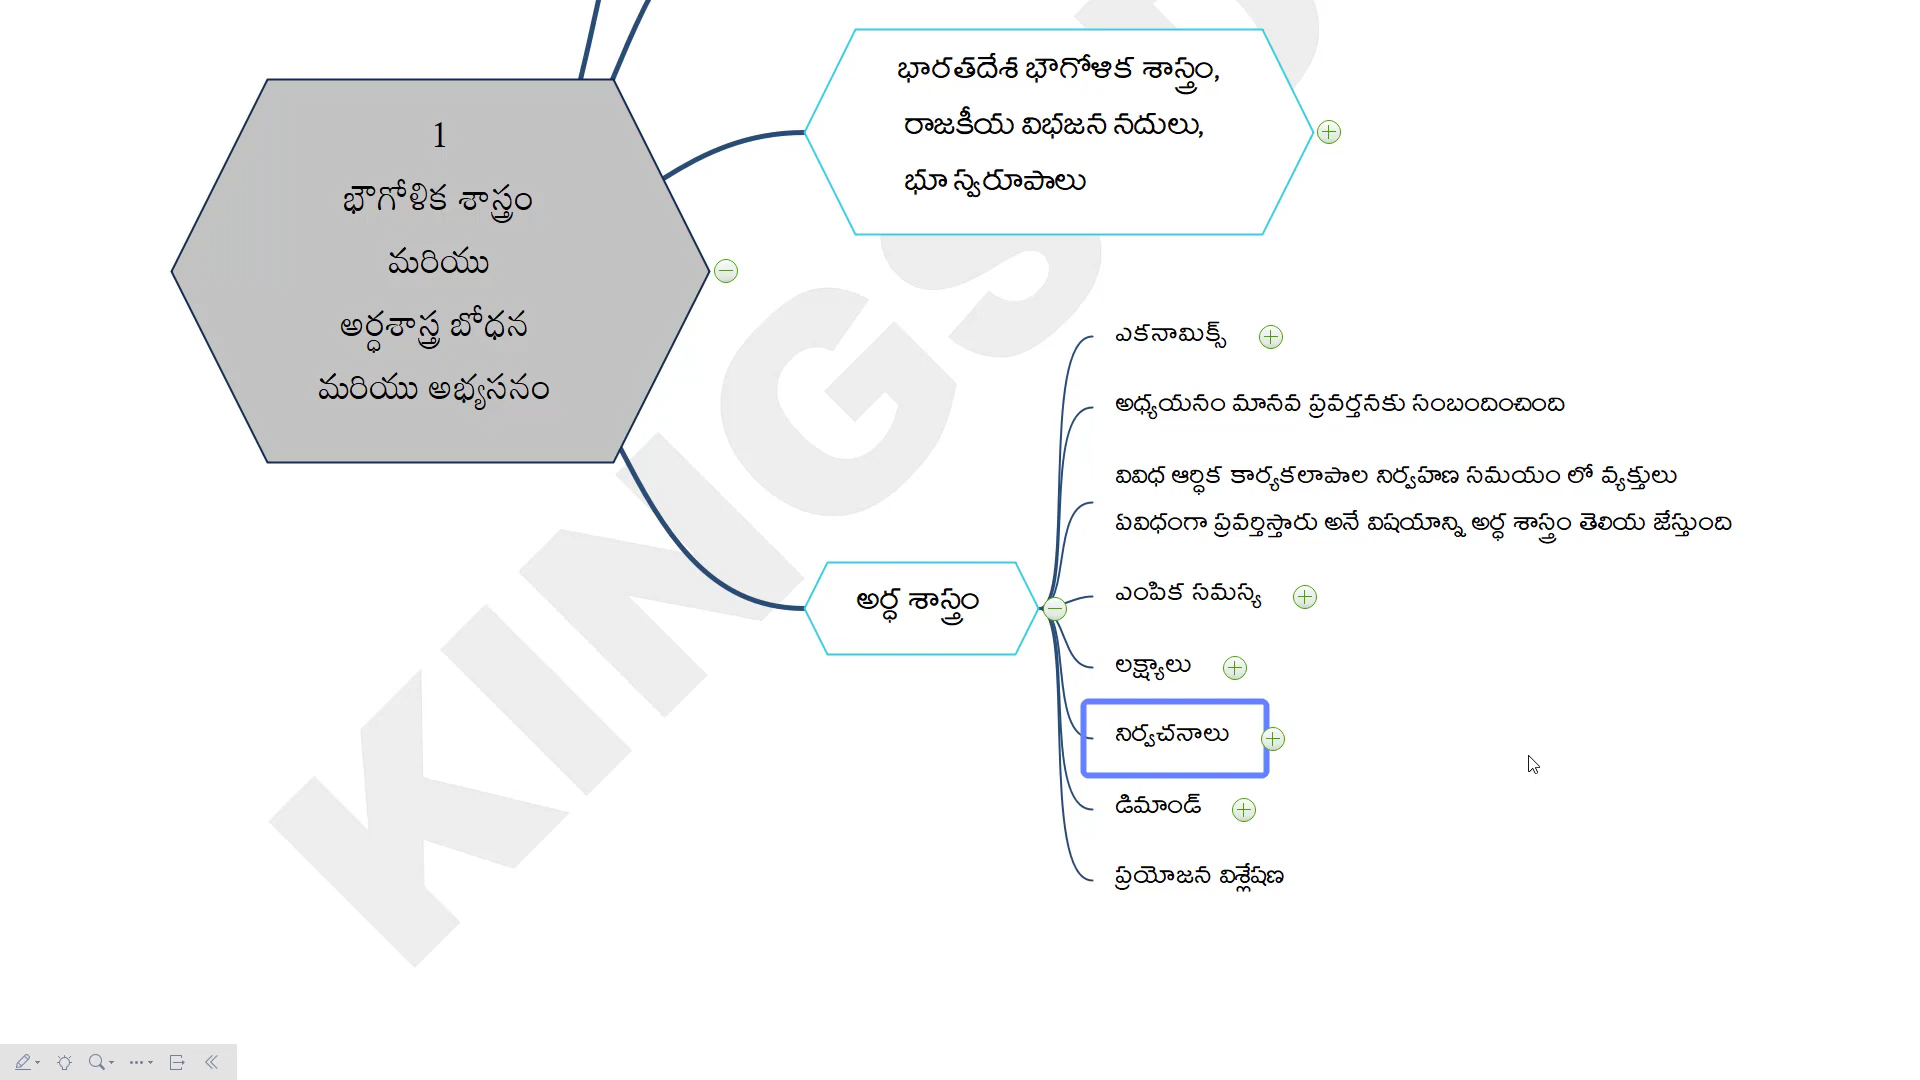 1
భౌగోళిక శాస్త్రం
మరియు
అర్ధశాస్త్ర బోధన
మరియు అభ్యసనం
భారతదేశ భౌగోళిక శాస్త్రం,
రాజకీయ విభజన నదులు,
భూ స్వరూపాలు
అర్ధ శాస్త్రం
ఎకనామిక్స్
అధ్యయనం మానవ ప్రవర్తనకు సంబందించింది
వివిధ ఆర్ధిక కార్యకలాపాల నిర్వహణ సమయం లో వ్యక్తులు
ఏవిధంగా ప్రవర్తిస్తారు అనే విషయాన్ని అర్ధ శాస్త్రం తెలియ జేస్తుంది
ఎంపిక సమస్య
లక్ష్యాలు
నిర్వచనాలు
డిమాండ్
ప్రయోజన విశ్లేషణ